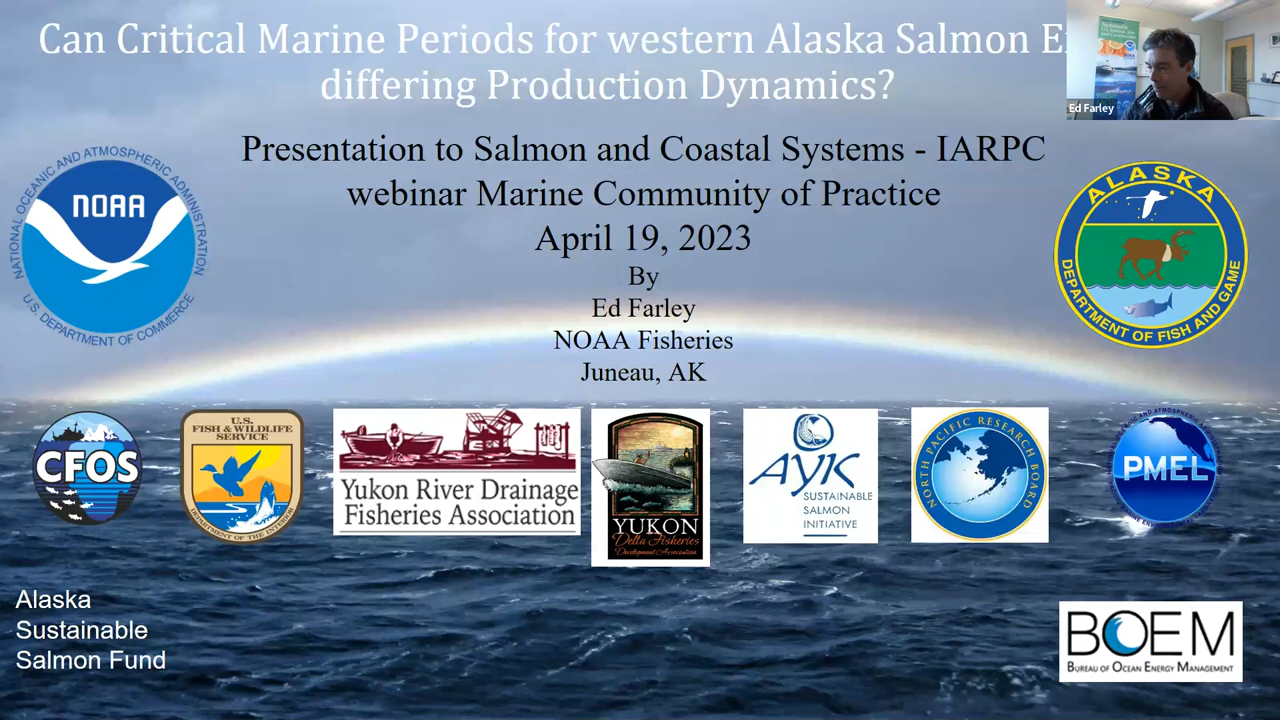 Can Critical Marine Periods for western Alaska Salmon
differing Production Dynamics?
Ed Farley
Presentation to Salmon and Coastal Systems - IARPC
webinar Marine Community of Practice
April 19, 2023
By
Ed Farley
NOAA Fisheries
Juneau, AK
NATIONAL OCEANIC AND ATMOSPHERIC ADMINISTRATION
NOAA
U.S. DEPARTMENT OF COMMERCE
ALASKA
DEPARTMENT OF FISH AND GAME
CFOS
U.S.
FISH & WILDLIFE
SERVICE
DEPARTMENT OF THE INTERIOR
Yukon River Drainage
Fisheries Association
YUKON
Delta Fisheries
Development Association
AYK
SUSTAINABLE
SALMON
INITIATIVE
NORTH PACIFIC RESEARCH BOARD
PMEL
Alaska
Sustainable
Salmon Fund
BOEM
BUREAU OF OCEAN ENERGY MANAGEMENT